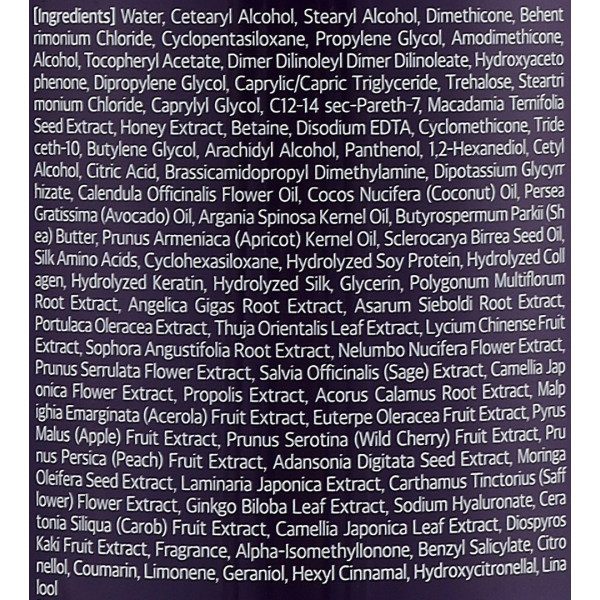 [Ingredients] Water, Cetearyl Alcohol, Stearyl Alcohol, Dimethicone, Behent
rimonium Chloride, Cyclopentasiloxane, Propylene Glycol, Amodimethicone,
Alcohol, Tocopheryl Acetate, Dimer Dilinoleyl Dimer Dilinoleate, Hydroxyaceto
phenone, Dipropylene Glycol, Caprylic/Capric Triglyceride, Trehalose, Steartri
monium Chloride, Caprylyl Glycol, C12-14 sec-Pareth-7, Macadamia Ternifolia
Seed Extract, Honey Extract, Betaine, Disodium EDTA, Cyclomethicone, Tride
ceth-10, Butylene Glycol, Arachidyl Alcohol, Panthenol, 1,2-Hexanediol, Cetyl
Alcohol, Citric Acid, Brassicamidopropyl Dimethylamine, Dipotassium Glycyrr
hizate, Calendula Officinalis Flower Oil, Cocos Nucifera (Coconut) Oil, Persea
Gratissima (Avocado) Oil, Argania Spinosa Kernel Oil, Butyrospermum Parkii (Sh
ea) Butter, Prunus Armeniaca (Apricot) Kernel Oil, Sclerocarya Birrea Seed Oil,
Silk Amino Acids, Cyclohexasiloxane, Hydrolyzed Soy Protein, Hydrolyzed Coll
agen, Hydrolyzed Keratin, Hydrolyzed Silk, Glycerin, Polygonum Multiflorum
Root Extract, Angelica Gigas Root Extract, Asarum Sieboldi Root Extract,
Portulaca Oleracea Extract, Thuja Orientalis Leaf Extract, Lycium Chinense Fruit
Extract, Sophora Angustifolia Root Extract, Nelumbo Nucifera Flower Extract,
Prunus Serrulata Flower Extract, Salvia Officinalis (Sage) Extract, Camellia Jap
onica Flower Extract, Propolis Extract, Acorus Calamus Root Extract, Malp
ighia Emarginata (Acerola) Fruit Extract, Euterpe Oleracea Fruit Extract, Pyrus
Malus (Apple) Fruit Extract, Prunus Serotina (Wild Cherry) Fruit Extract, Pru
nus Persica (Peach) Fruit Extract, Adansonia Digitata Seed Extract, Moringa
Oleifera Seed Extract, Laminaria Japonica Extract, Carthamus Tinctorius (Saff
lower) Flower Extract, Ginkgo Biloba Leaf Extract, Sodium Hyaluronate, Cera
tonia Siliqua (Carob) Fruit Extract, Camellia Japonica Leaf Extract, Diospyros
Kaki Fruit Extract, Fragrance, Alpha-Isomethyllonone, Benzyl Salicylate, Citro
nellol, Coumarin, Limonene, Geraniol, Hexyl Cinnamal, Hydroxycitronellal, Lina
lool